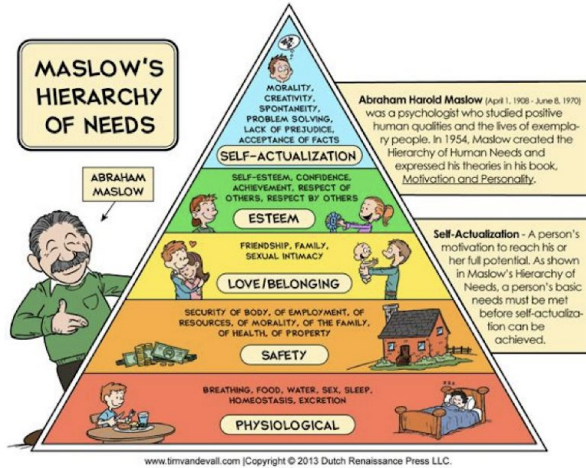 MASLOW'S
HIERARCHY
OF NEEDS
ABRAHAM
MASLOW
MORALITY,
CREATIVITY,
SPONTANEITY,
PROBLEM SOLVING,
LACK OF PREJUDICE,
ACCEPTANCE OF FACTS
SELF-ACTUALIZATION
SELF-ESTEEM, CONFIDENCE,
ACHIEVEMENT, RESPECT OF
OTHERS, RESPECT BY OTHERS
ESTEEM
FRIENDSHIP, FAMILY,
SEXUAL INTIMACY
LOVE/BELONGING
SECURITY OF BODY, OF EMPLOYMENT, OF
RESOURCES, OF MORALITY, OF THE FAMILY,
OF HEALTH, OF PROPERTY
SAFETY
BREATHING, FOOD, WATER, SEX, SLEEP,
HOMEOSTASIS, EXCRETION
PHYSIOLOGICAL
Abraham Harold Maslow (April 1, 1908 - June 8, 1970)
was a psychologist who studied positive
human qualities and the lives of exempla-
ry people. In 1954, Maslow created the
Hierarchy of Human Needs and
expressed his theories in his book,
Motivation and Personality.
Self-Actualization - A person's
motivation to reach his or
her full potential. As shown
in Maslow's Hierarchy of
Needs, a person's basic
needs must be met
before self-actualiza-
tion can be
achieved.
www.timvandevall.com |Copyright © 2013 Dutch Renaissance Press LLC.